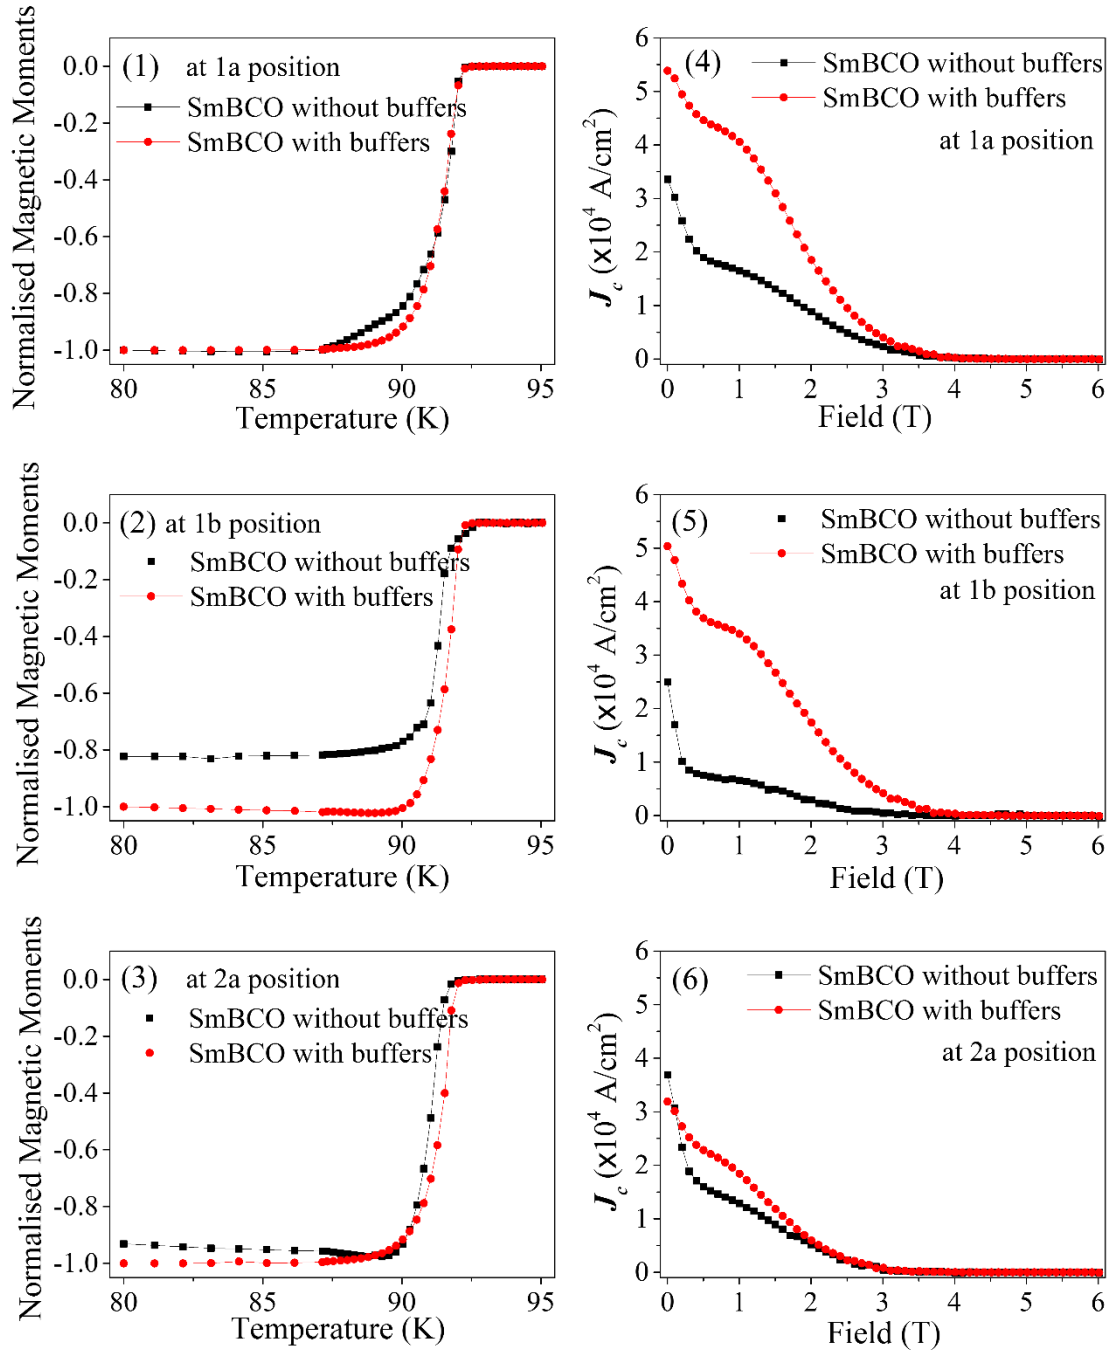 Normalised Magnetic Moments
0.0
-0.2
-0.4
-0.6
-0.8
-1.0
(1) at 1a position
SmBCO without buffers
SmBCO with buffers
80 85 90 95
Temperature (K)
J_c (x10^4 A/cm^2)
6
5
4
3
2
1
0
(4)
SmBCO without buffers
SmBCO with buffers
at 1a position
0 1 2 3 4 5 6
Field (T)
Normalised Magnetic Moments
0.0
-0.2
-0.4
-0.6
-0.8
-1.0
(2) at 1b position
SmBCO without buffers
SmBCO with buffers
80 85 90 95
Temperature (K)
J_c (x10^4 A/cm^2)
6
5
4
3
2
1
0
(5)
SmBCO without buffers
SmBCO with buffers
at 1b position
0 1 2 3 4 5 6
Field (T)
Normalised Magnetic Moments
0.0
-0.2
-0.4
-0.6
-0.8
-1.0
(3) at 2a position
SmBCO without buffers
SmBCO with buffers
80 85 90 95
Temperature (K)
J_c (x10^4 A/cm^2)
6
5
4
3
2
1
0
(6)
SmBCO without buffers
SmBCO with buffers
at 2a position
0 1 2 3 4 5 6
Field (T)